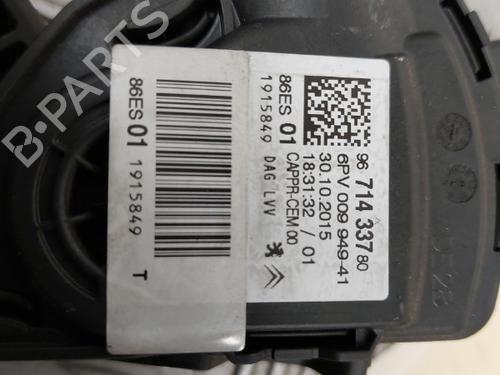 96 714 337 80
6PV 009 949-41
30.10.2015
18:31:32 / 01
CAPPR-CEM 00
DAG LVV
86ES 01
1915849
86ES 01 1915849 T
B-PARTS